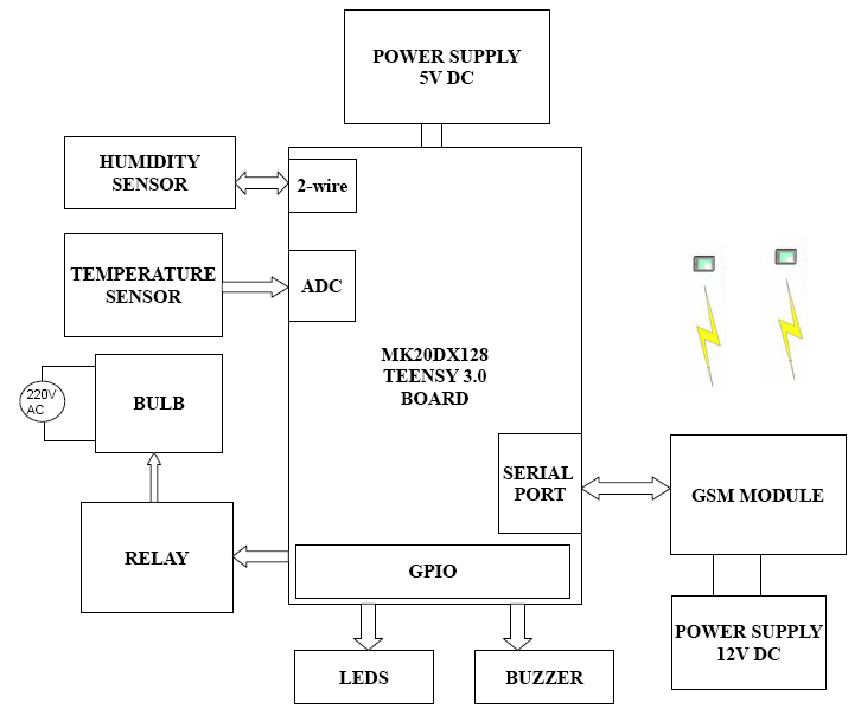 POWER SUPPLY
5V DC
HUMIDITY
SENSOR
2-wire
TEMPERATURE
SENSOR
ADC
MK20DX128
TEENSY 3.0
BOARD
220V
AC
BULB
SERIAL
PORT
GSM MODULE
RELAY
GPIO
POWER SUPPLY
12V DC
LEDS
BUZZER